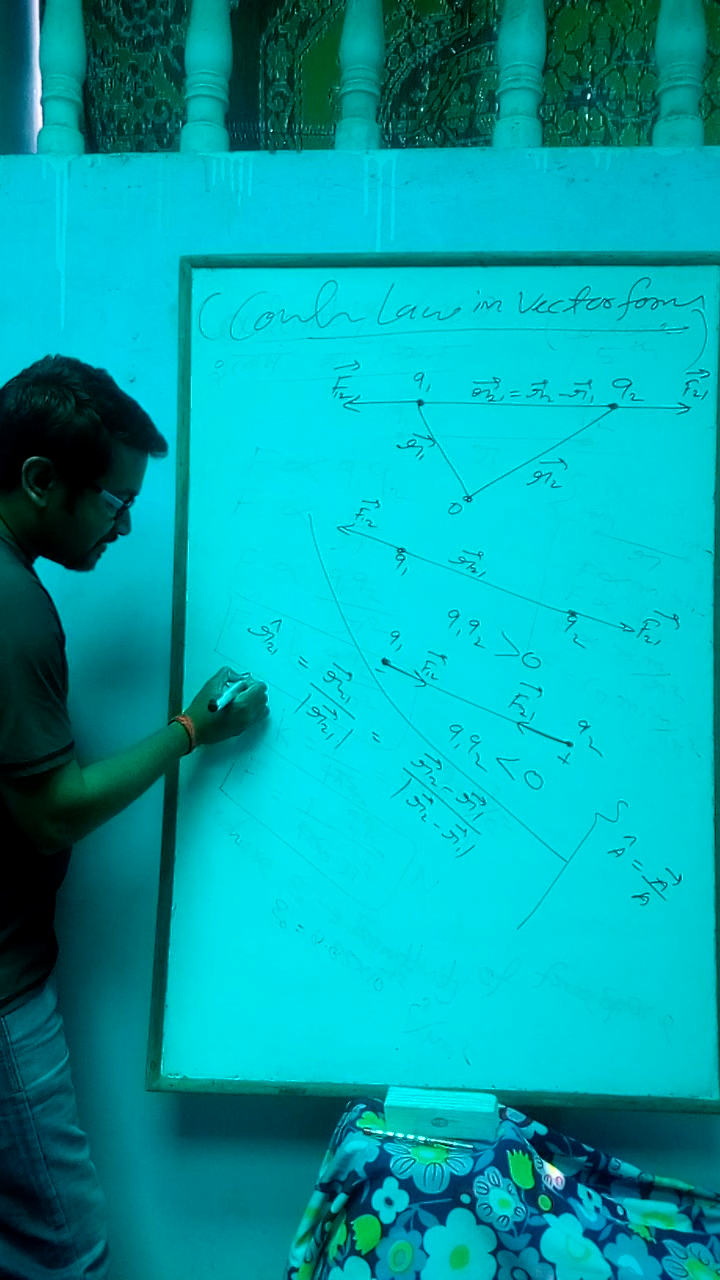 Coulm Law in Vector form
F⃗₁₂ q₁ r⃗₂₁ = r⃗₂ - r⃗₁ q₂ F⃗₂₁
r⃗₁ r⃗₂
O
F⃗₁₂
q₁ r⃗₂₁ q₂ F⃗₂₁
q₁q₂ > 0
q₁ F⃗₁₂ F⃗₂₁ q₂
+
q₁q₂ < 0
r̂₂₁ = r⃗₂₁ / |r⃗₂₁| = r⃗₂ - r⃗₁ / |r⃗₂ - r⃗₁|
Â = A⃗ / A